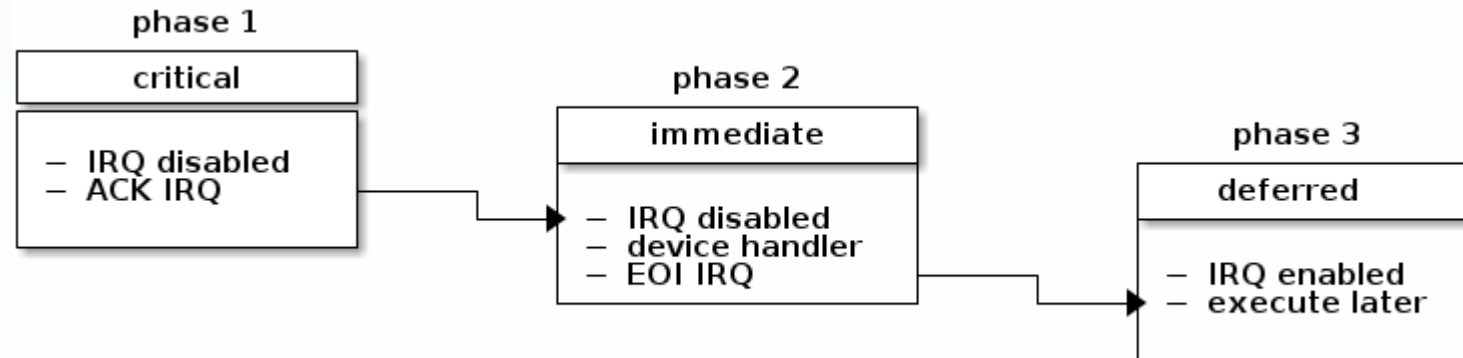 phase 1
critical
– IRQ disabled
– ACK IRQ
phase 2
immediate
– IRQ disabled
– device handler
– EOI IRQ
phase 3
deferred
– IRQ enabled
– execute later